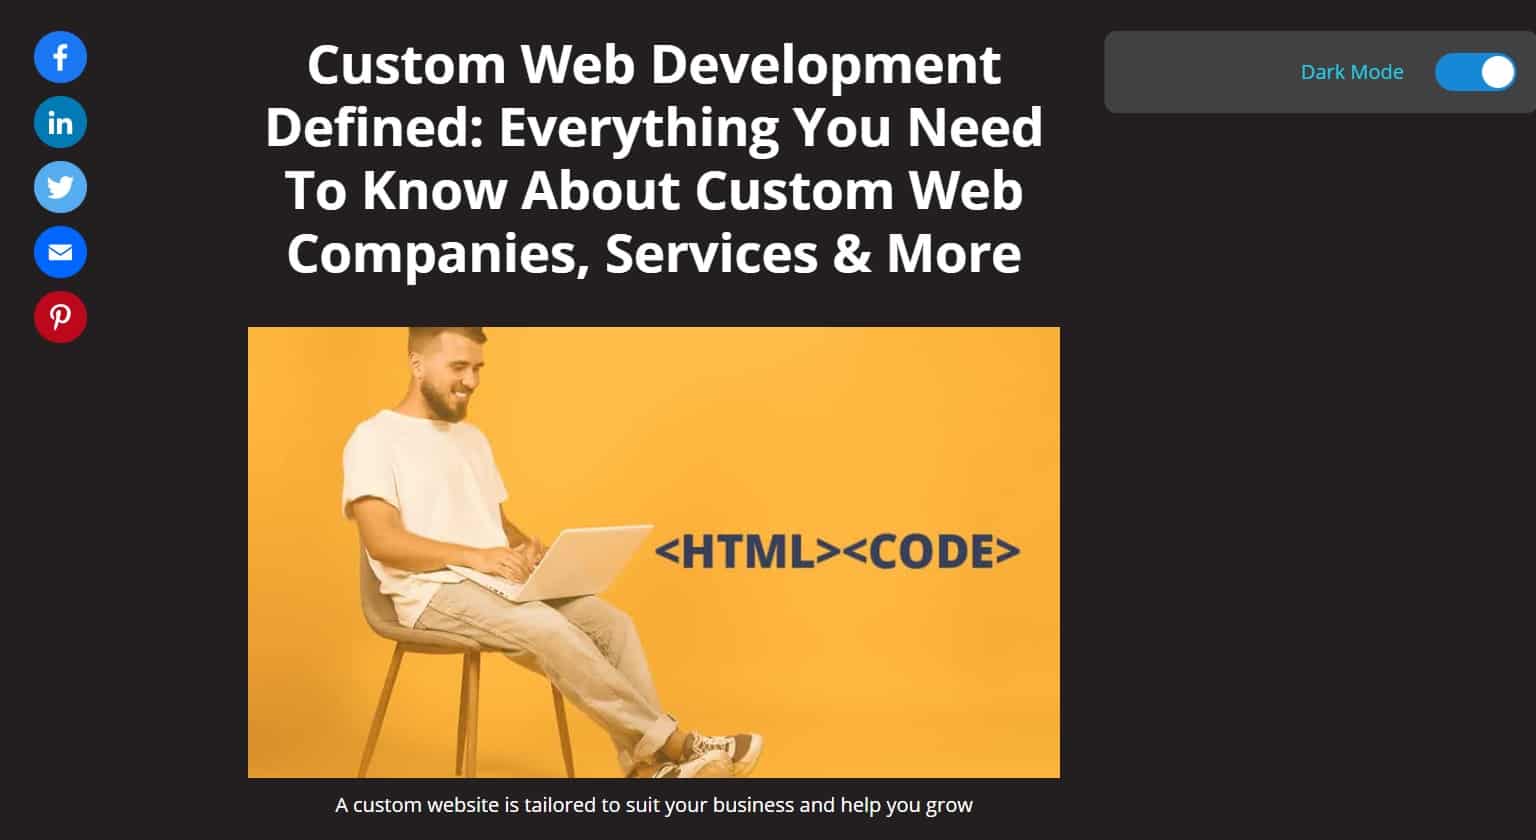 Custom Web Development
Defined: Everything You Need
To Know About Custom Web
Companies, Services & More
Dark Mode
<HTML><CODE>
A custom website is tailored to suit your business and help you grow